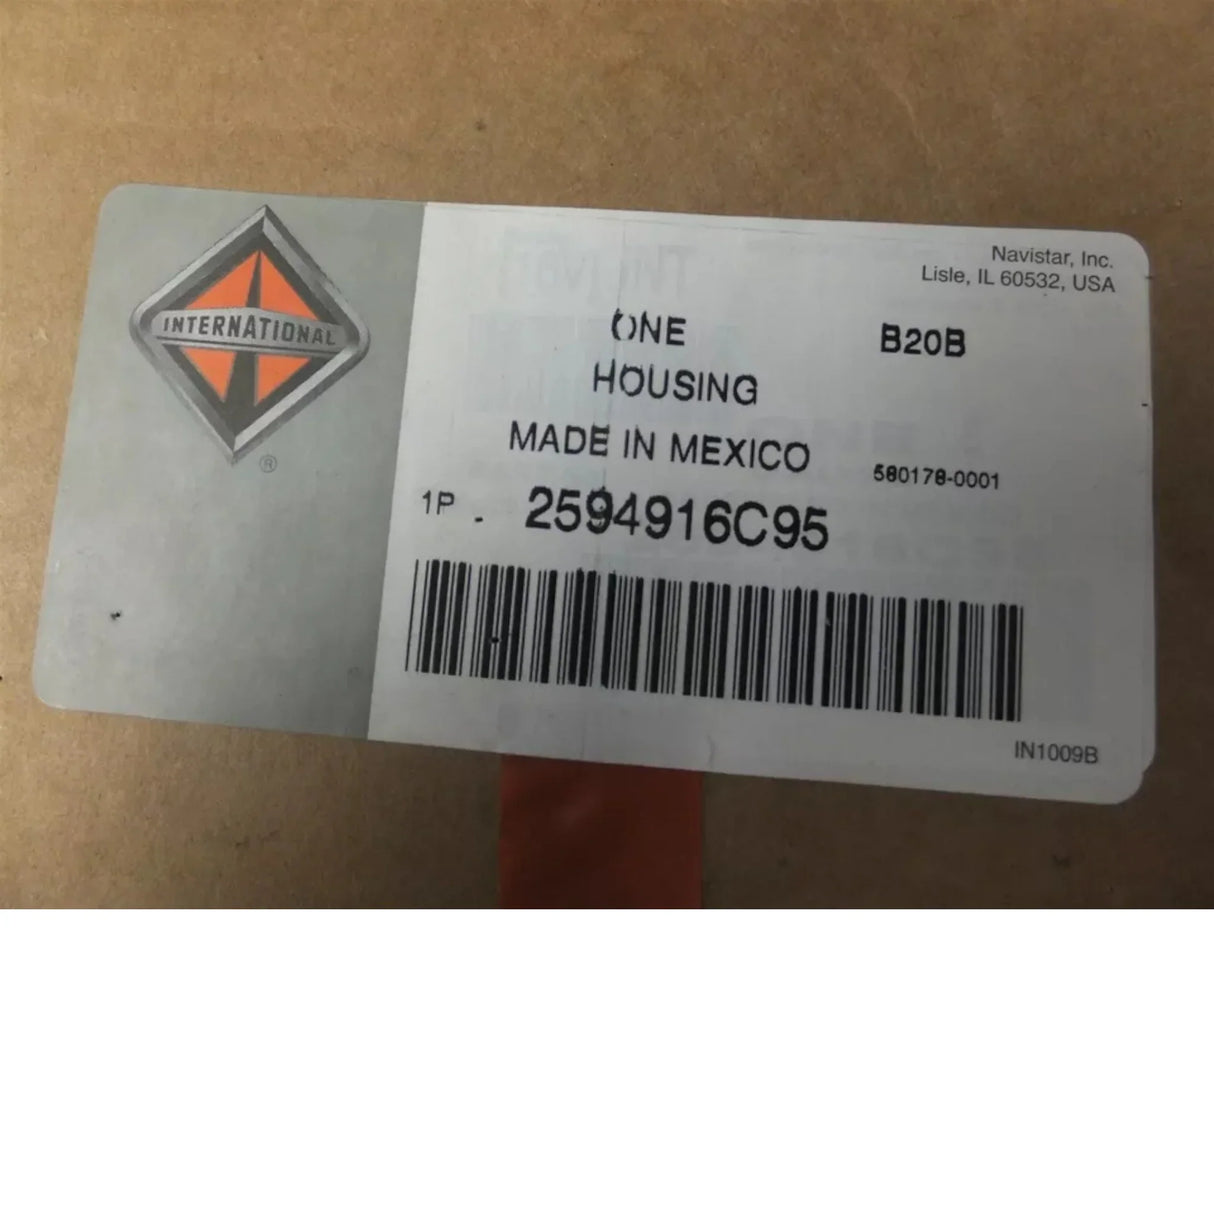 INTERNATIONAL
®
Navistar, Inc.
Lisle, IL 60532, USA
ONE B20B
HOUSING
MADE IN MEXICO 580178-0001
1P 2594916C95
IN1009B